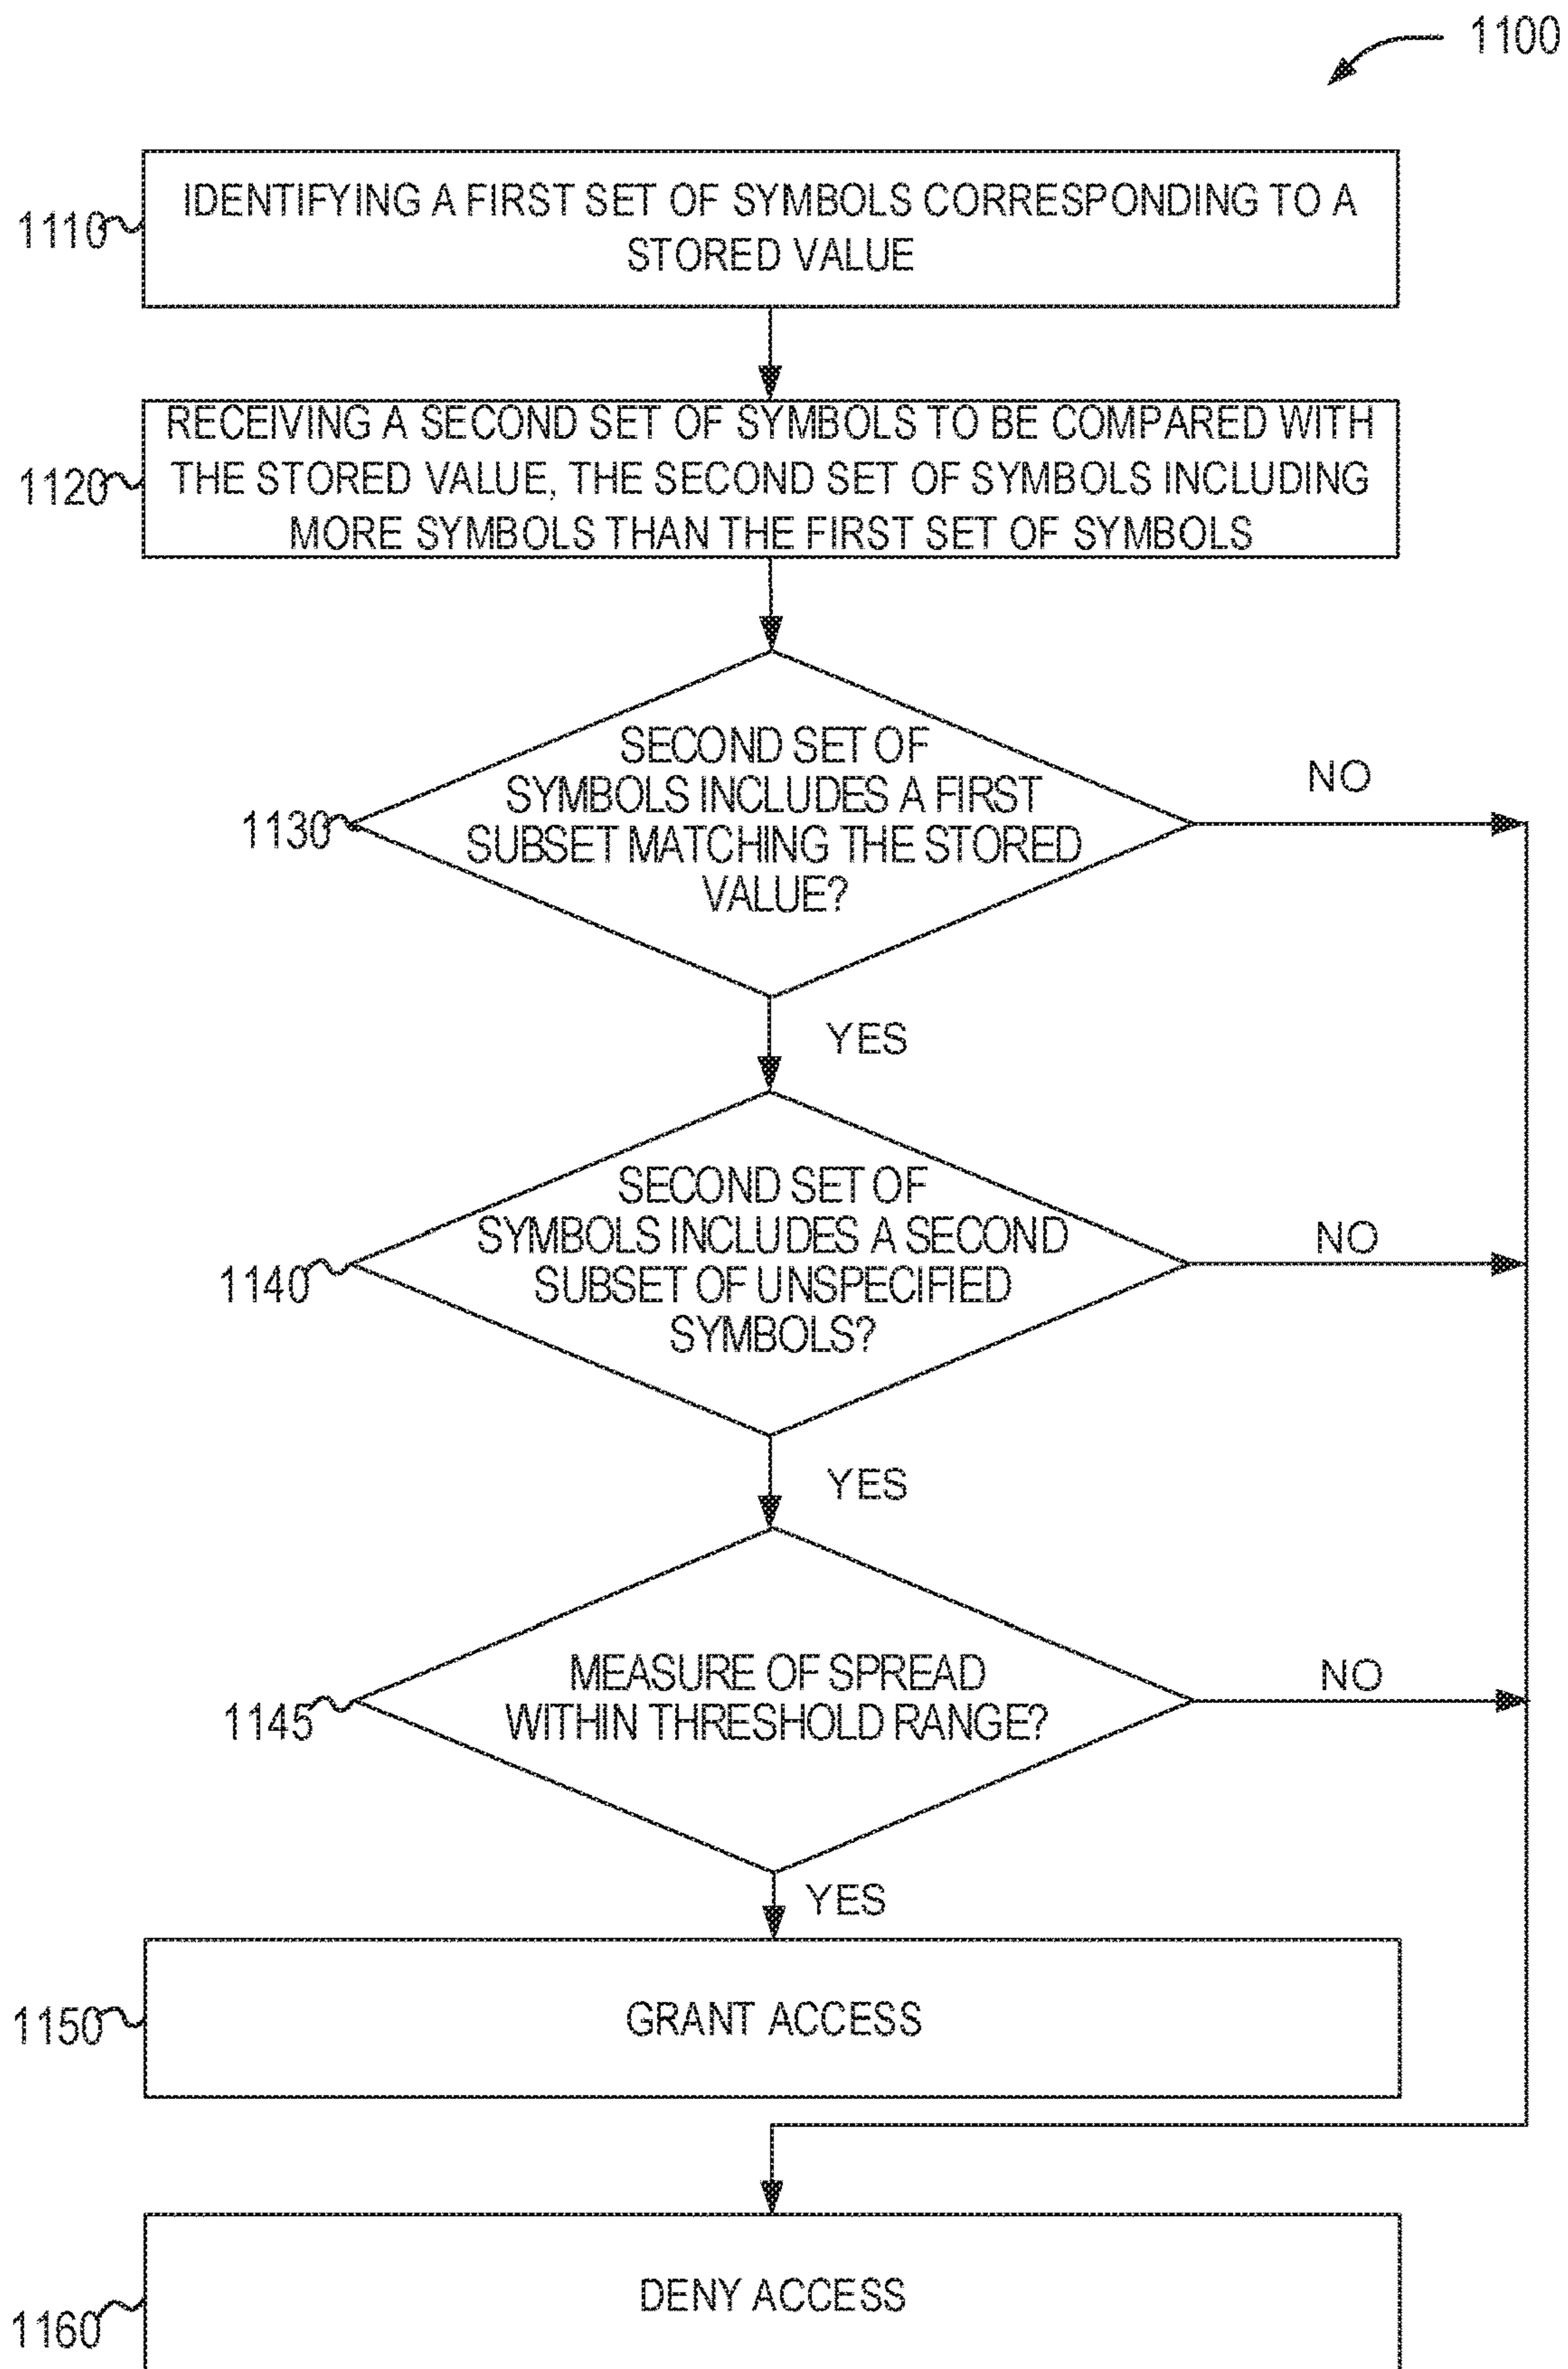 1100
IDENTIFYING A FIRST SET OF SYMBOLS CORRESPONDING TO A
STORED VALUE
1110
RECEIVING A SECOND SET OF SYMBOLS TO BE COMPARED WITH
THE STORED VALUE, THE SECOND SET OF SYMBOLS INCLUDING
MORE SYMBOLS THAN THE FIRST SET OF SYMBOLS
1120
SECOND SET OF
SYMBOLS INCLUDES A FIRST
SUBSET MATCHING THE STORED
VALUE?
1130
NO
YES
SECOND SET OF
SYMBOLS INCLUDES A SECOND
SUBSET OF UNSPECIFIED
SYMBOLS?
1140
NO
YES
MEASURE OF SPREAD
WITHIN THRESHOLD RANGE?
1145
NO
YES
GRANT ACCESS
1150
DENY ACCESS
1160